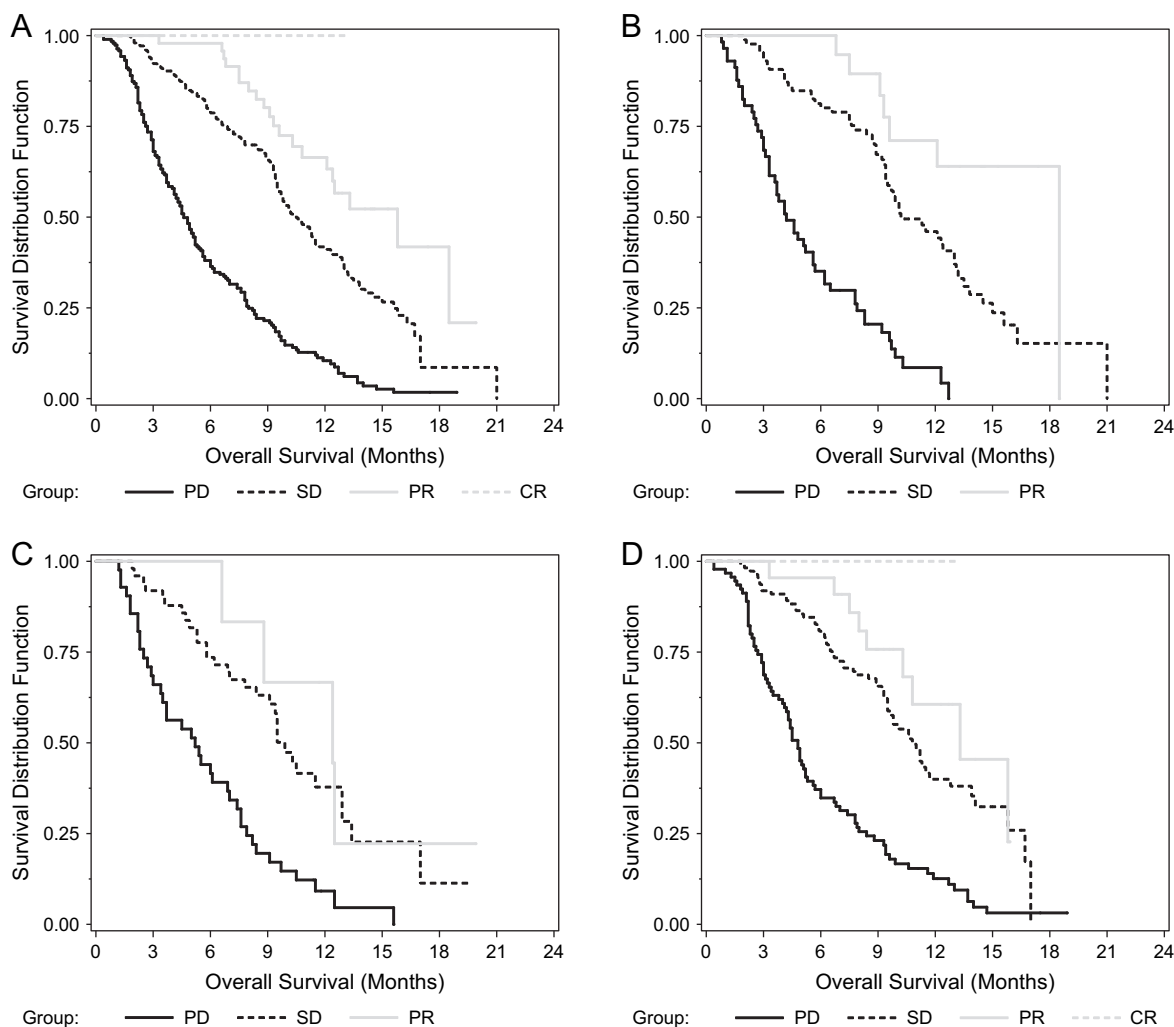 A
1.00
0.75
0.50
0.25
0.00
Survival Distribution Function
0 3 6 9 12 15 18 21 24
Overall Survival (Months)
Group: PD SD PR CR
B
1.00
0.75
0.50
0.25
0.00
Survival Distribution Function
0 3 6 9 12 15 18 21 24
Overall Survival (Months)
Group: PD SD PR
C
1.00
0.75
0.50
0.25
0.00
Survival Distribution Function
0 3 6 9 12 15 18 21 24
Overall Survival (Months)
Group: PD SD PR
D
1.00
0.75
0.50
0.25
0.00
Survival Distribution Function
0 3 6 9 12 15 18 21 24
Overall Survival (Months)
Group: PD SD PR CR